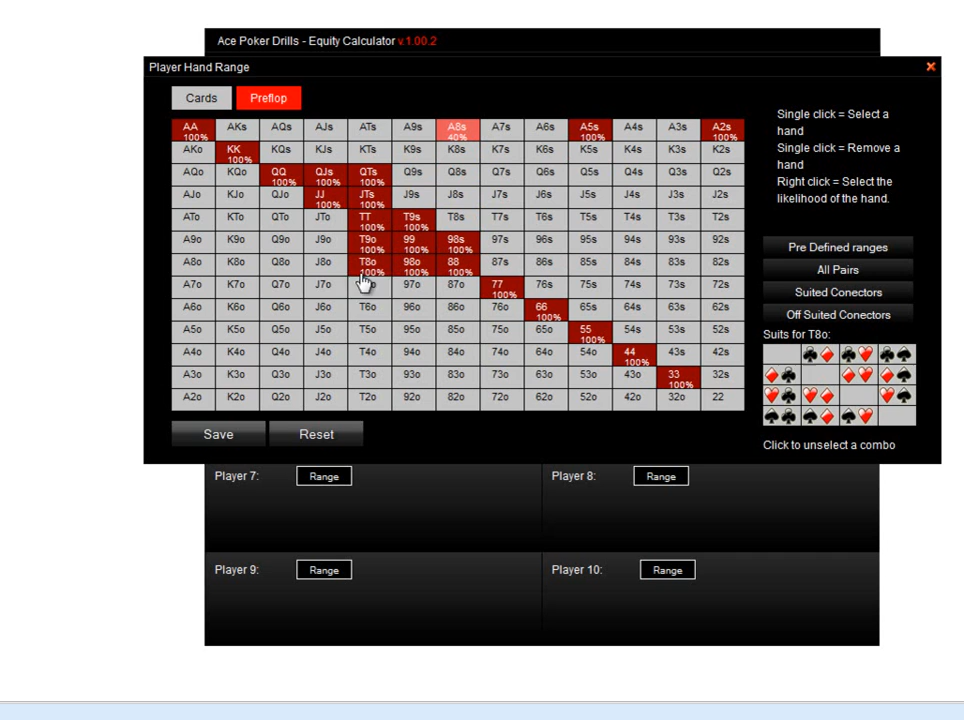 Ace Poker Drills - Equity Calculator v.1.00.2
Player Hand Range
Cards Preflop
AA 100% AKs AQs AJs ATs A9s A8s 40% A7s A6s A5s 100% A4s A3s A2s 100%
AKo KK 100% KQs KJs KTs K9s K8s K7s K6s K5s K4s K3s K2s
AQo KQo QQ 100% QJs 100% QTs 100% Q9s Q8s Q7s Q6s Q5s Q4s Q3s Q2s
AJo KJo QJo JJ 100% JTs 100% J9s J8s J7s J6s J5s J4s J3s J2s
ATo KTo QTo JTo TT 100% T9s 100% T8s T7s T6s T5s T4s T3s T2s
A9o K9o Q9o J9o T9o 100% 99 100% 98s 100% 97s 96s 95s 94s 93s 92s
A8o K8o Q8o J8o T8o 100% 98o 100% 88 100% 87s 86s 85s 84s 83s 82s
A7o K7o Q7o J7o 97o 87o 77 100% 76s 75s 74s 73s 72s
A6o K6o Q6o J6o T6o 96o 86o 76o 66 100% 65s 64s 63s 62s
A5o K5o Q5o J5o T5o 95o 85o 75o 65o 55 100% 54s 53s 52s
A4o K4o Q4o J4o T4o 94o 84o 74o 64o 54o 44 100% 43s 42s
A3o K3o Q3o J3o T3o 93o 83o 73o 63o 53o 43o 33 100% 32s
A2o K2o Q2o J2o T2o 92o 82o 72o 62o 52o 42o 32o 22
Save Reset
Single click = Select a
hand
Single click = Remove a
hand
Right click = Select the
likelihood of the hand.
Pre Defined ranges
All Pairs
Suited Conectors
Off Suited Conectors
Suits for T8o:
Click to unselect a combo
Player 7: Range Player 8: Range
Player 9: Range Player 10: Range